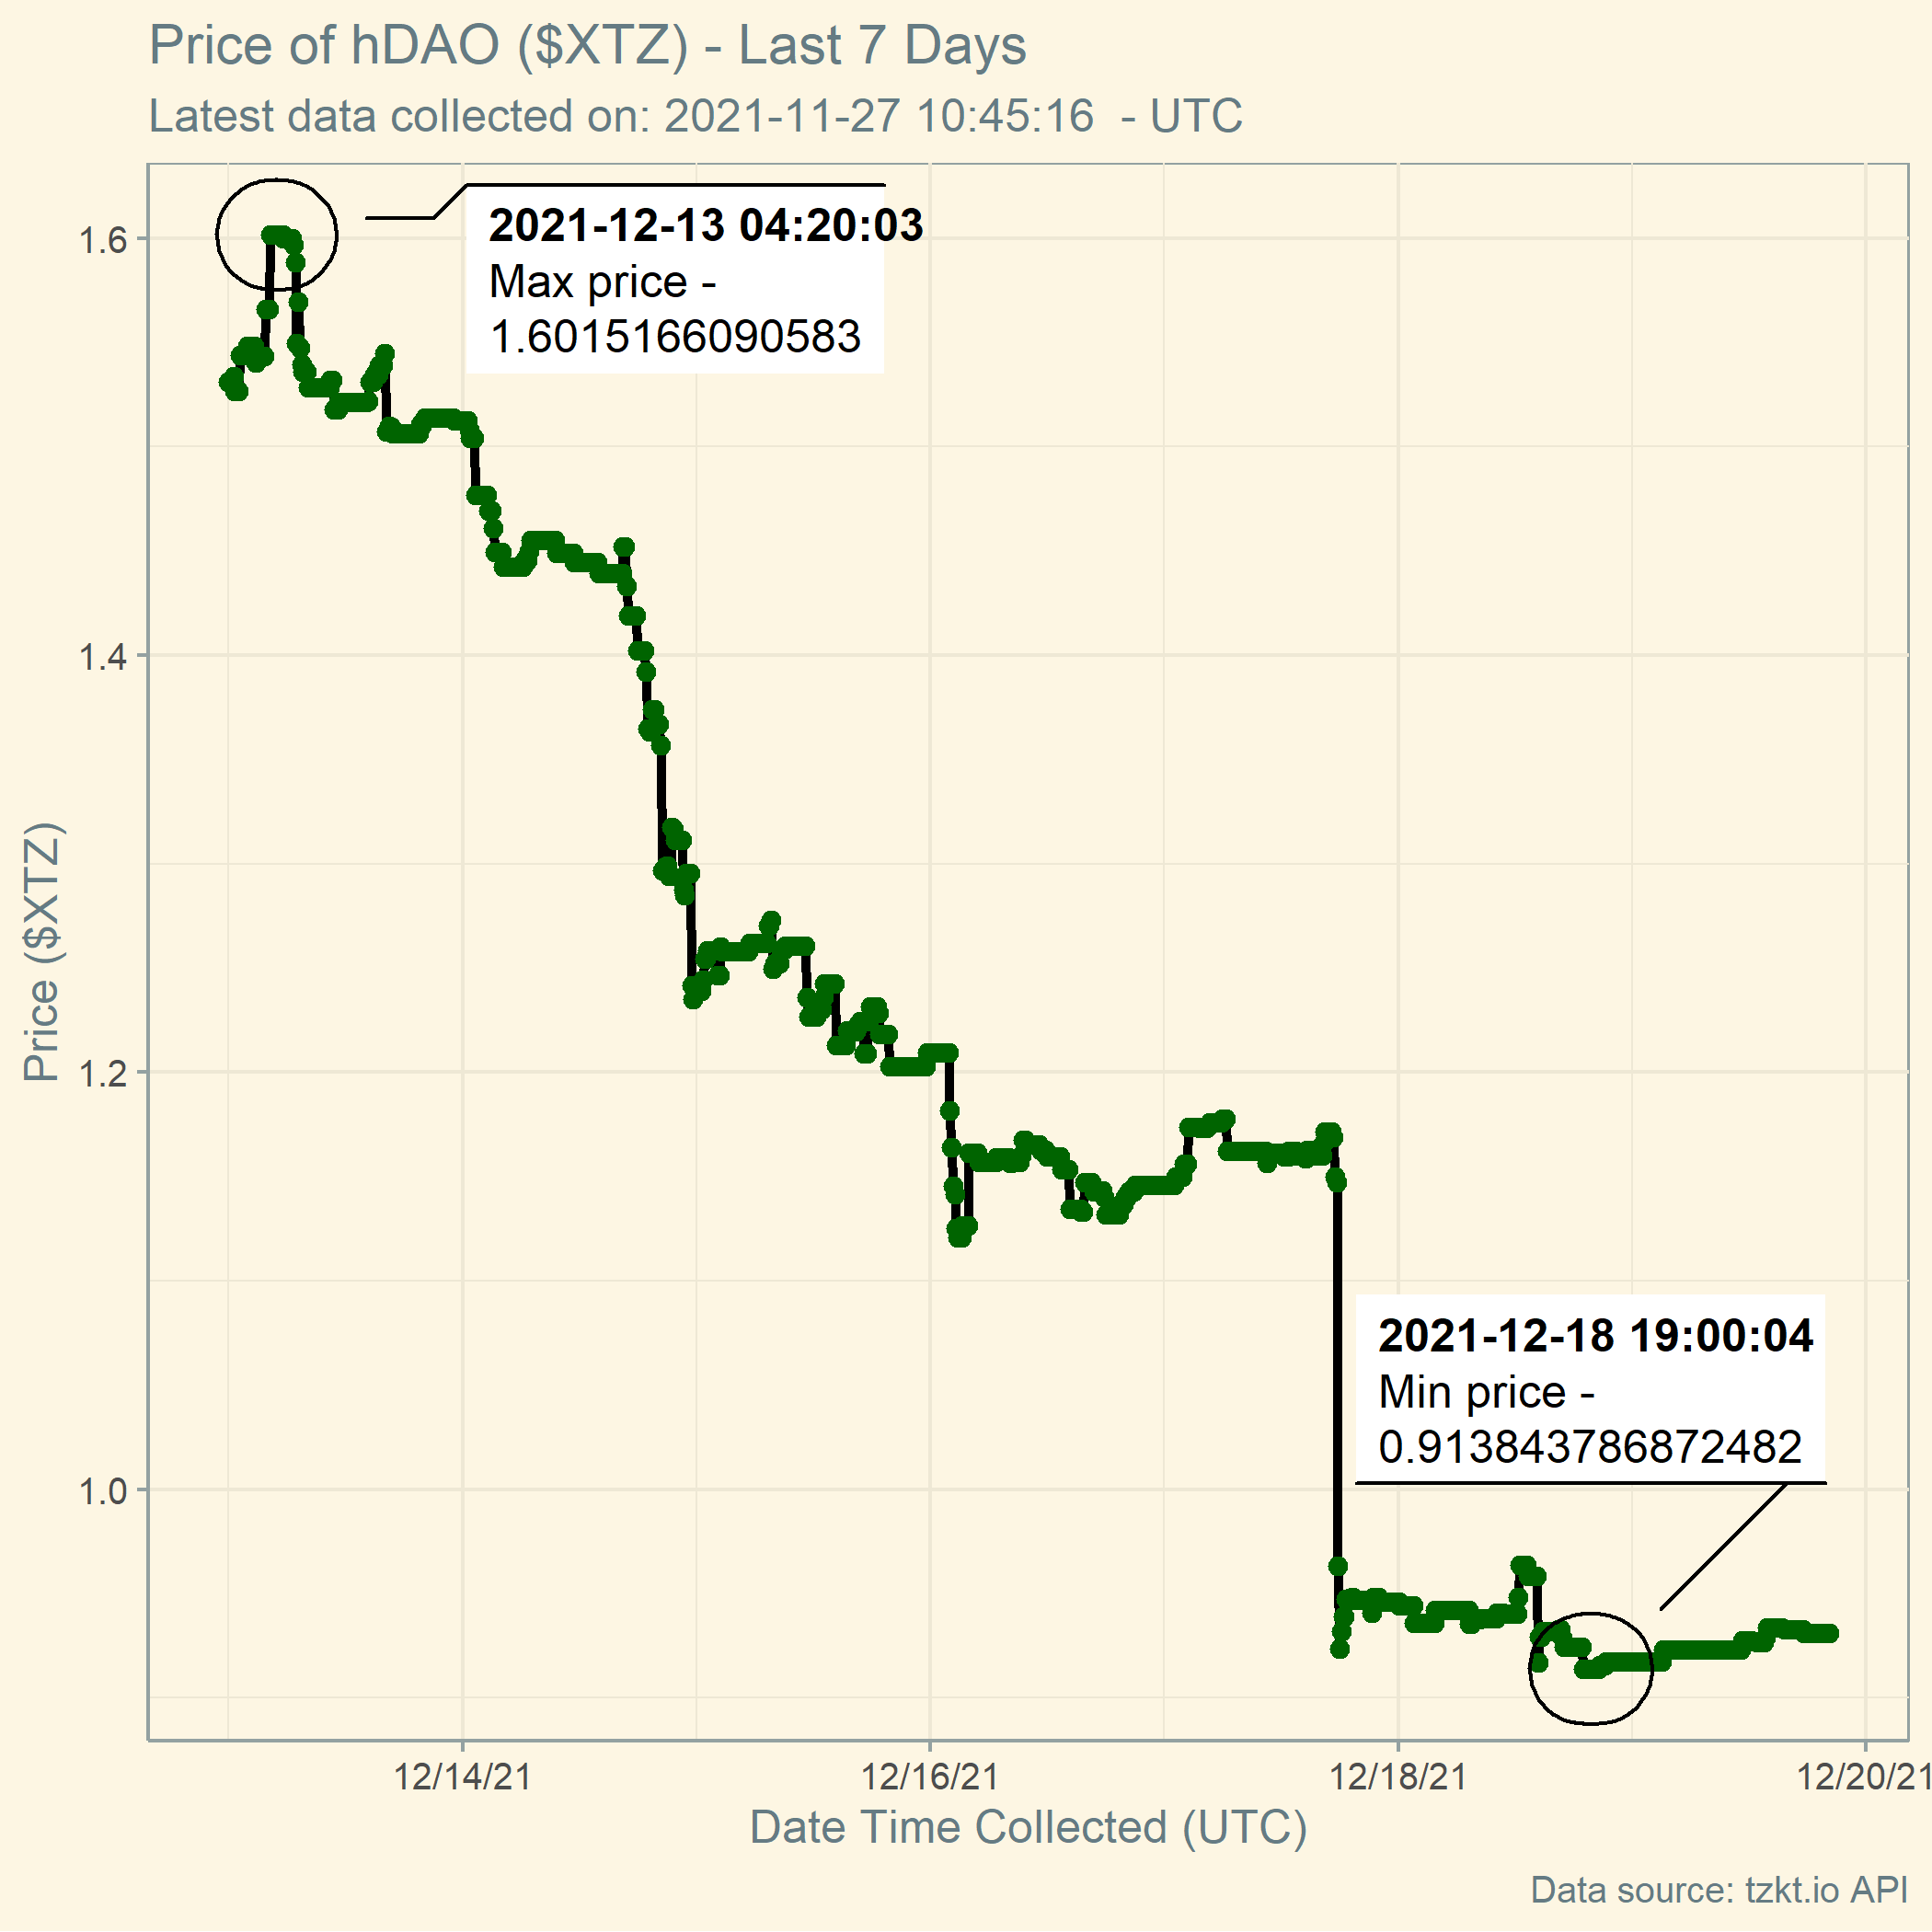 Price of hDAO ($XTZ) - Last 7 Days
Latest data collected on: 2021-11-27 10:45:16  - UTC
2021-12-13 04:20:03
Max price -
1.6015166090583
1.6
1.4
1.2
1.0
Price ($XTZ)
2021-12-18 19:00:04
Min price -
0.913843786872482
12/14/21
12/16/21
12/18/21
12/20/21
Date Time Collected (UTC)
Data source: tzkt.io API